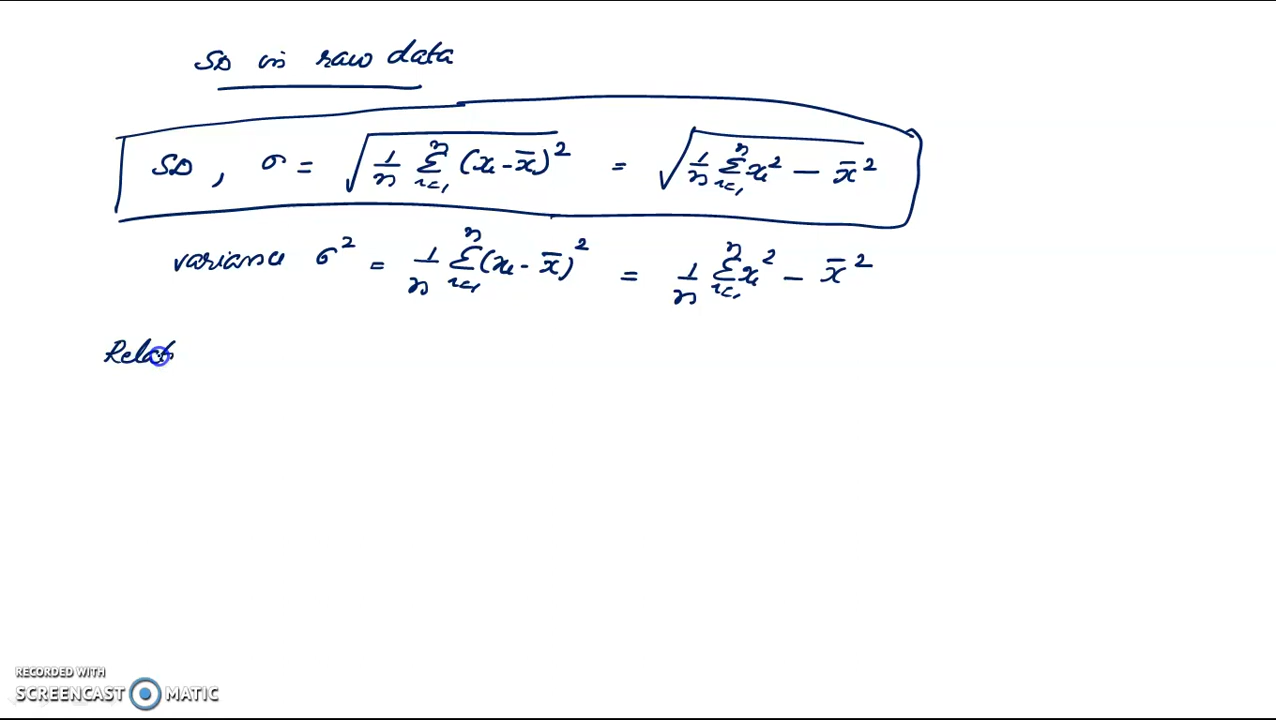 SD in raw data
SD, σ = √(1/n Σ_{i=1}^{n} (xᵢ - x̄)²) = √(1/n Σ_{i=1}^{n} xᵢ² - x̄²)
variance σ² = 1/n Σ_{i=1}^{n} (xᵢ - x̄)² = 1/n Σ_{i=1}^{n} xᵢ² - x̄²
Relat
RECORDED WITH
SCREENCAST MATIC